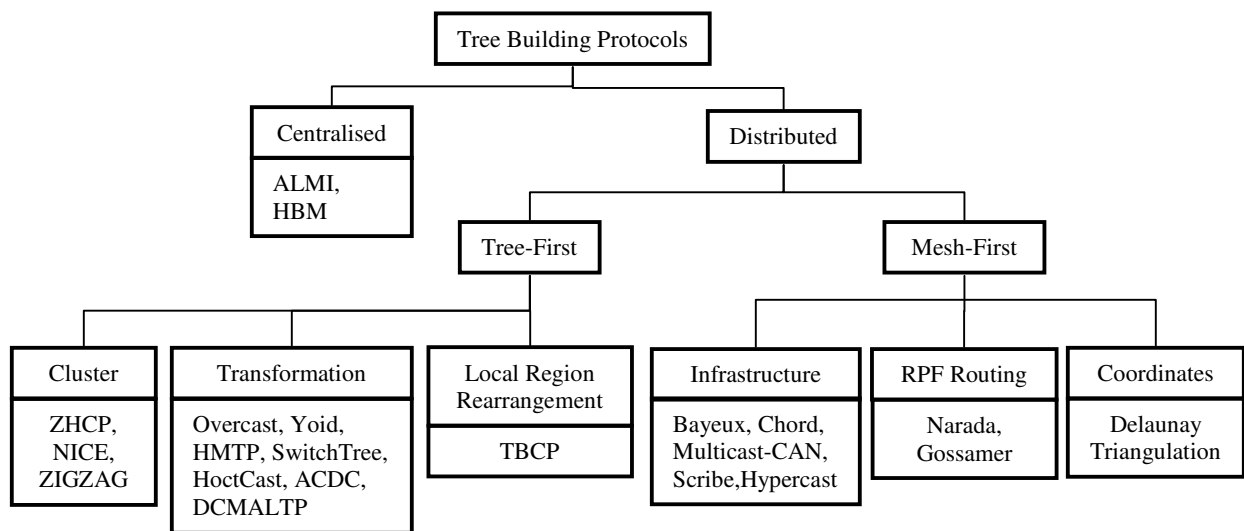 Tree Building Protocols
Centralised
ALMI,
HBM
Distributed
Tree-First
Mesh-First
Cluster
ZHCP,
NICE,
ZIGZAG
Transformation
Overcast, Yoid,
HMTP, SwitchTree,
HoctCast, ACDC,
DCMALTP
Local Region
Rearrangement
TBCP
Infrastructure
Bayeux, Chord,
Multicast-CAN,
Scribe,Hypercast
RPF Routing
Narada,
Gossamer
Coordinates
Delaunay
Triangulation